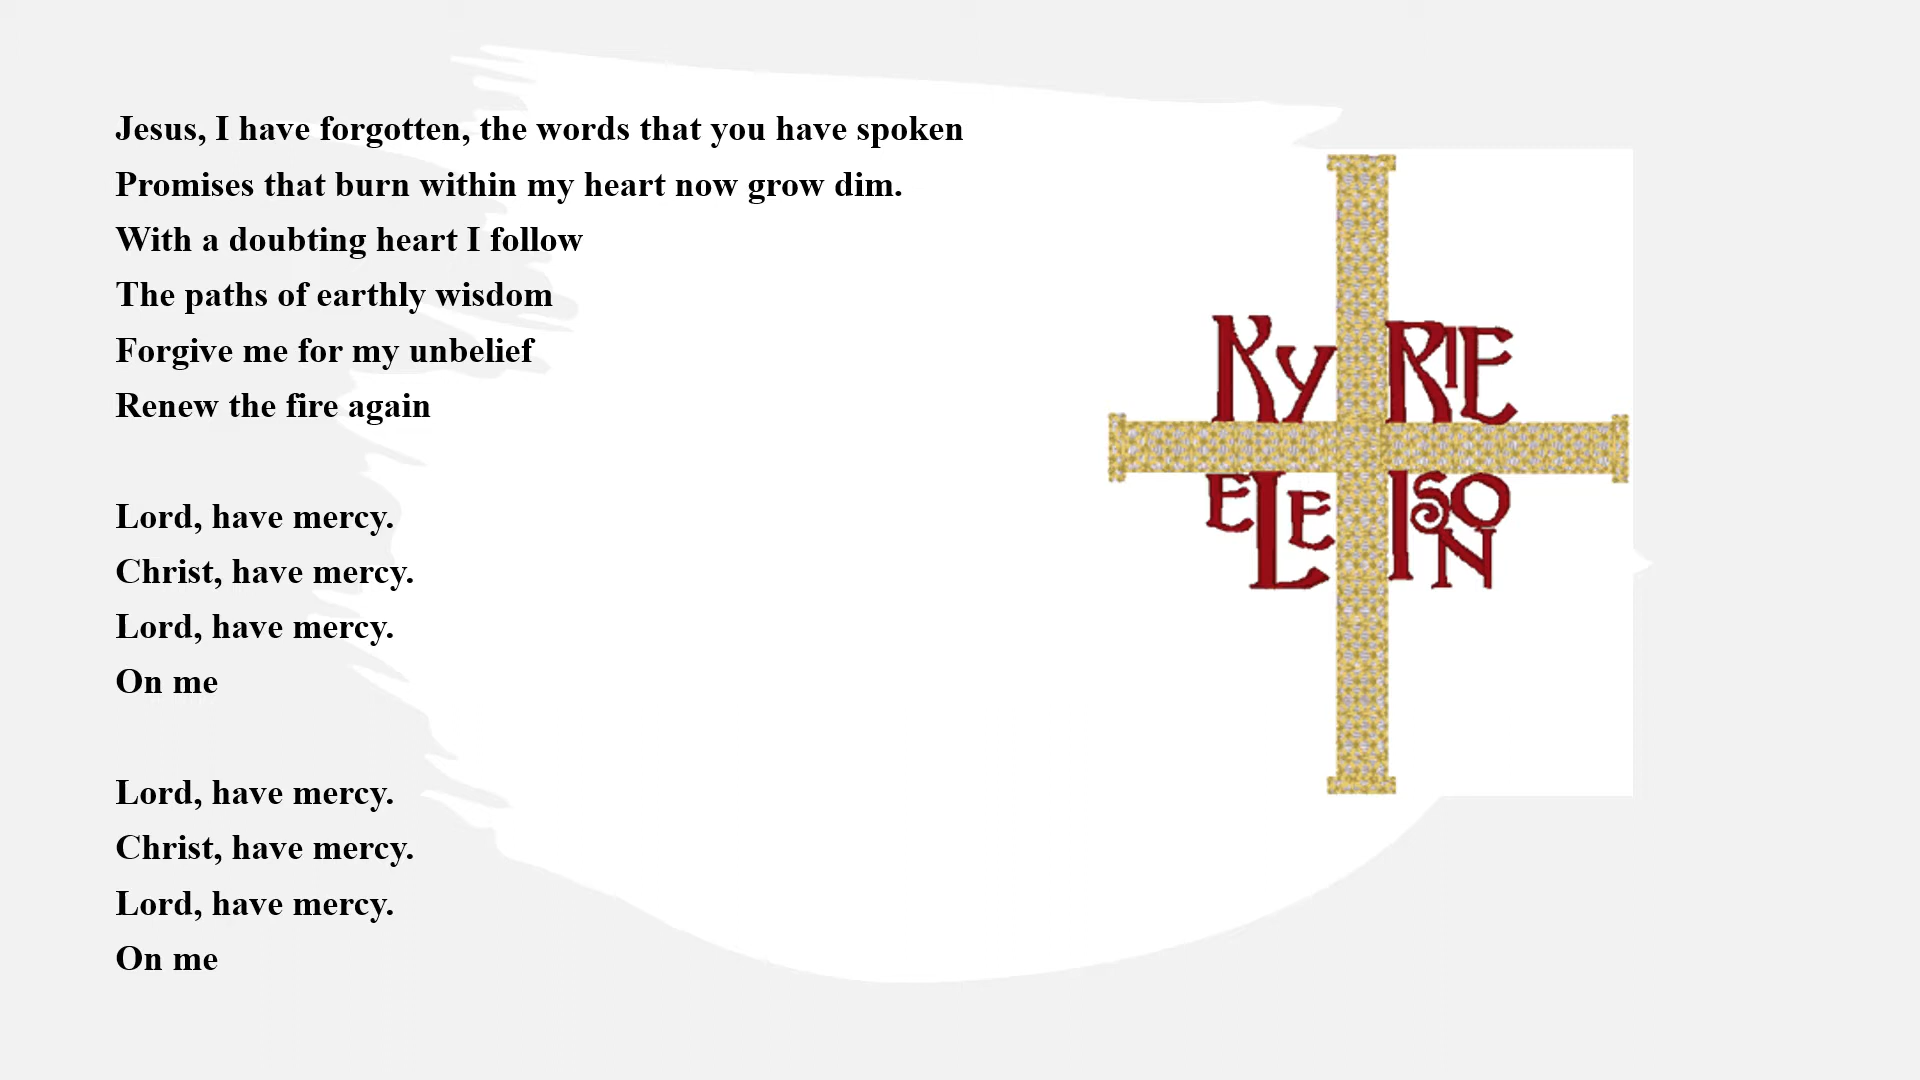 Jesus, I have forgotten, the words that you have spoken
Promises that burn within my heart now grow dim.
With a doubting heart I follow
The paths of earthly wisdom
Forgive me for my unbelief
Renew the fire again
Lord, have mercy.
Christ, have mercy.
Lord, have mercy.
On me
Lord, have mercy.
Christ, have mercy.
Lord, have mercy.
On me
KyRIE
ELEISON